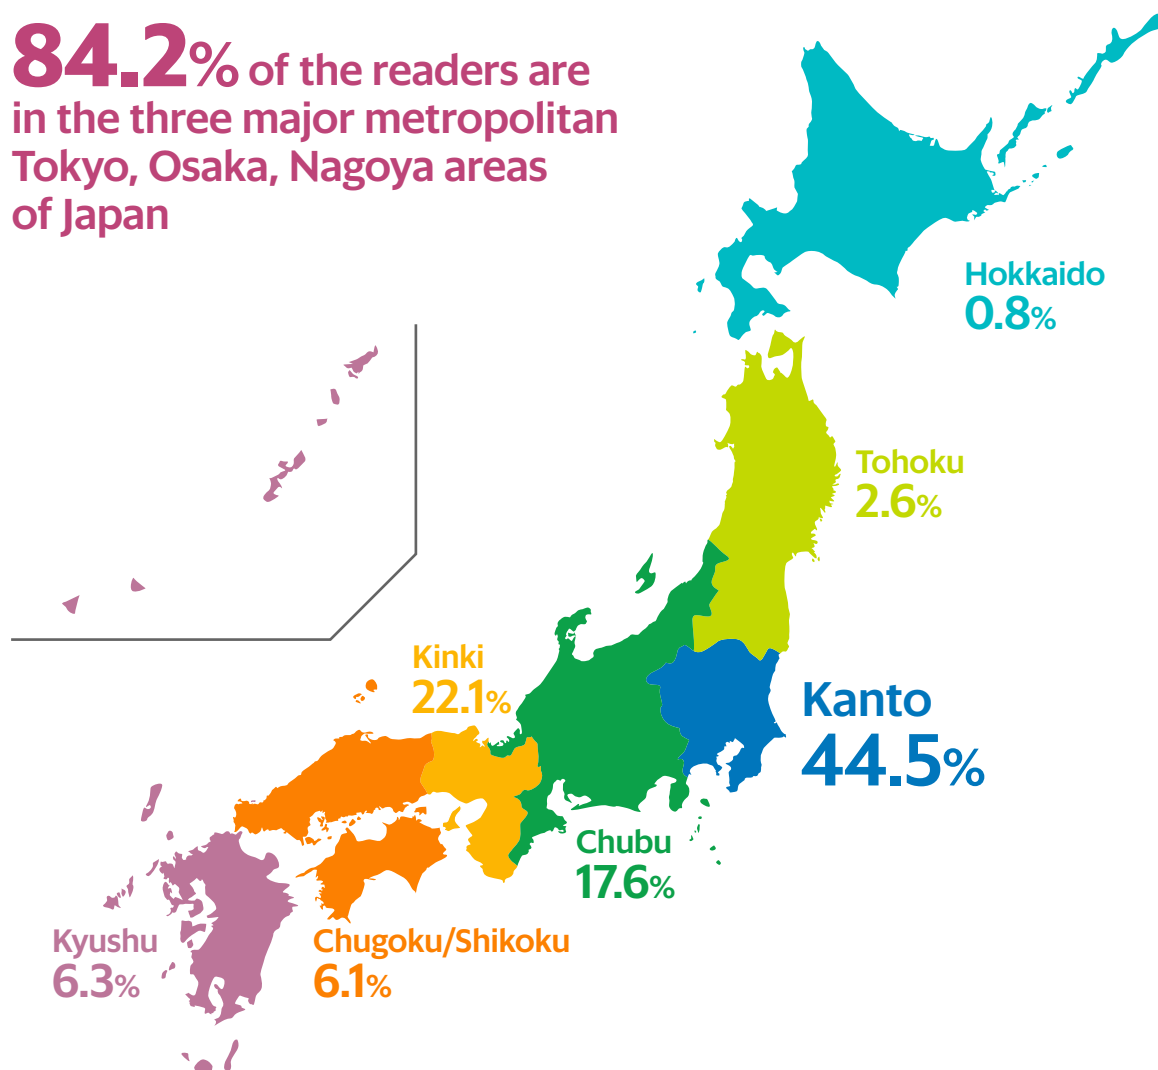 84.2% of the readers are
in the three major metropolitan
Tokyo, Osaka, Nagoya areas
of Japan
Hokkaido
0.8%
Tohoku
2.6%
Kinki
22.1%
Kanto
44.5%
Chubu
17.6%
Kyushu
6.3%
Chugoku/Shikoku
6.1%